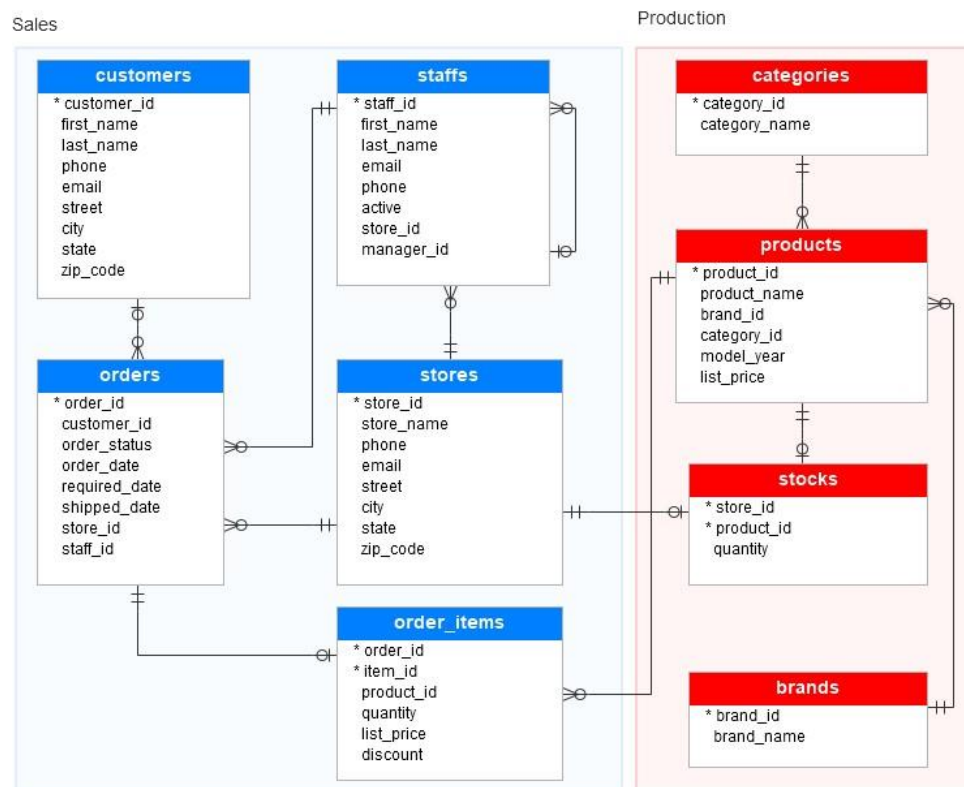 Sales
Production
customers
* customer_id
first_name
last_name
phone
email
street
city
state
zip_code
staffs
* staff_id
first_name
last_name
email
phone
active
store_id
manager_id
categories
* category_id
category_name
products
* product_id
product_name
brand_id
category_id
model_year
list_price
orders
* order_id
customer_id
order_status
order_date
required_date
shipped_date
store_id
staff_id
stores
* store_id
store_name
phone
email
street
city
state
zip_code
stocks
* store_id
* product_id
quantity
order_items
* order_id
* item_id
product_id
quantity
list_price
discount
brands
* brand_id
brand_name